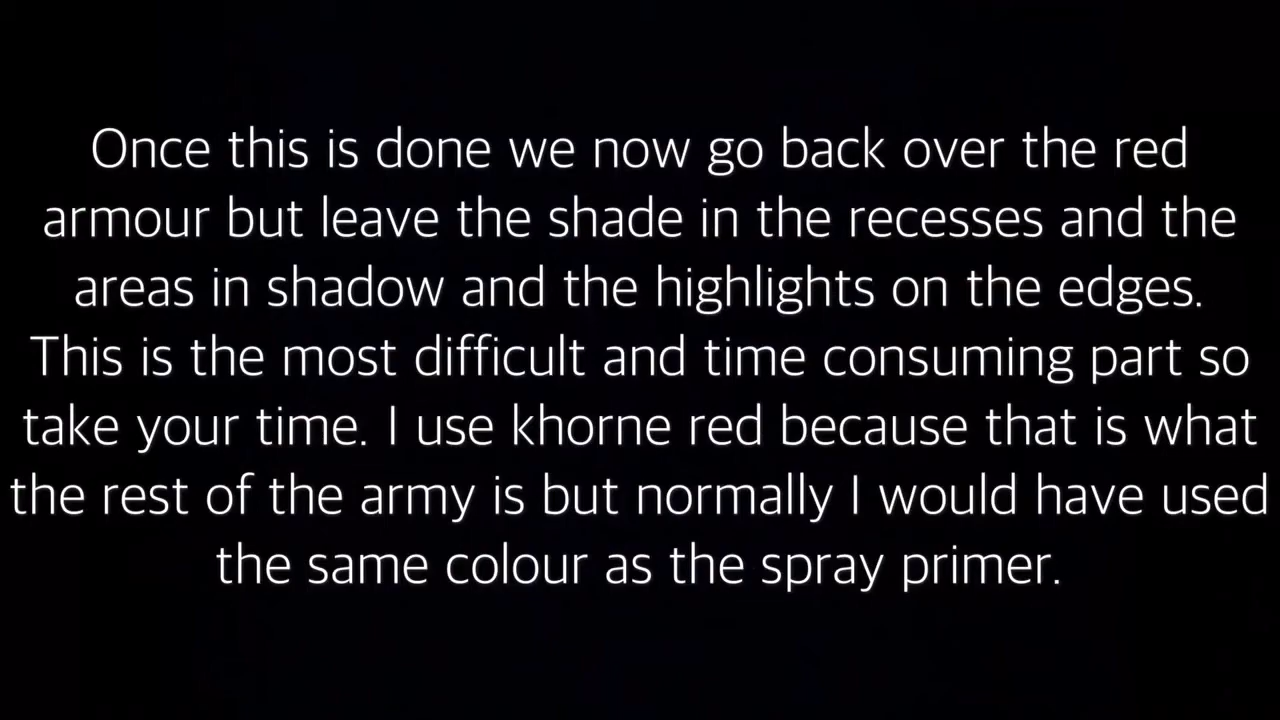 Once this is done we now go back over the red
armour but leave the shade in the recesses and the
areas in shadow and the highlights on the edges.
This is the most difficult and time consuming part so
take your time. I use khorne red because that is what
the rest of the army is but normally I would have used
the same colour as the spray primer.